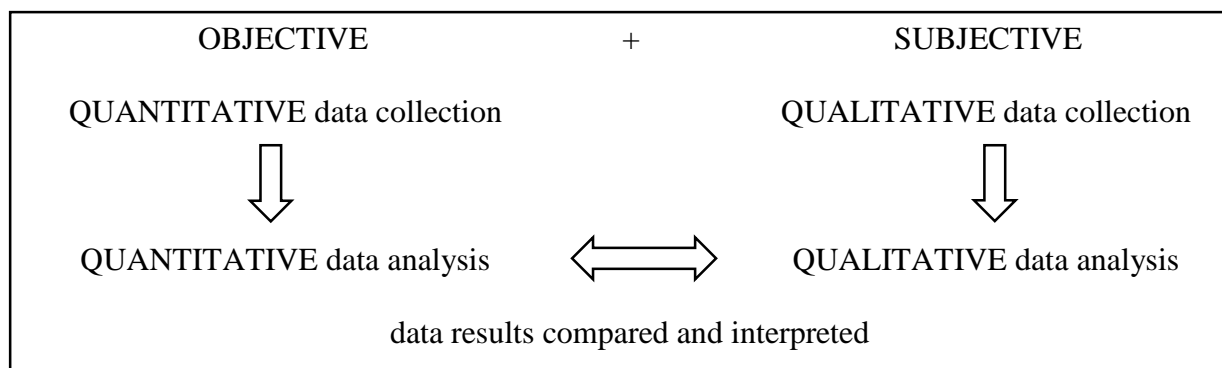 OBJECTIVE + SUBJECTIVE
QUANTITATIVE data collection QUALITATIVE data collection
QUANTITATIVE data analysis QUALITATIVE data analysis
data results compared and interpreted